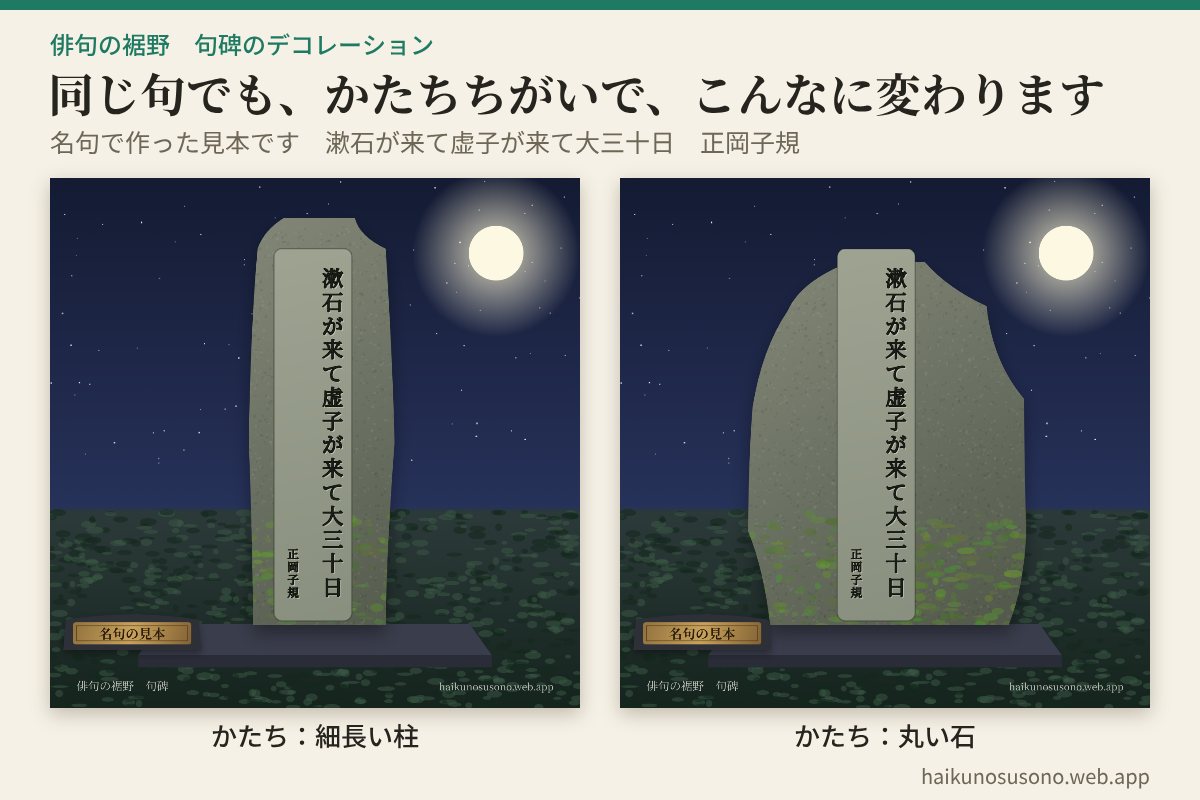 俳句の裾野　句碑のデコレーション
同じ句でも、かたちちがいで、こんなに変わります
名句で作った見本です　漱石が来て虚子が来て大三十日　正岡子規
漱石が来て虚子が来て大三十日
正岡子規
名句の見本
俳句の裾野　句碑
haikunosusono.web.app
かたち：細長い柱
漱石が来て虚子が来て大三十日
正岡子規
名句の見本
俳句の裾野　句碑
haikunosusono.web.app
かたち：丸い石
haikunosusono.web.app